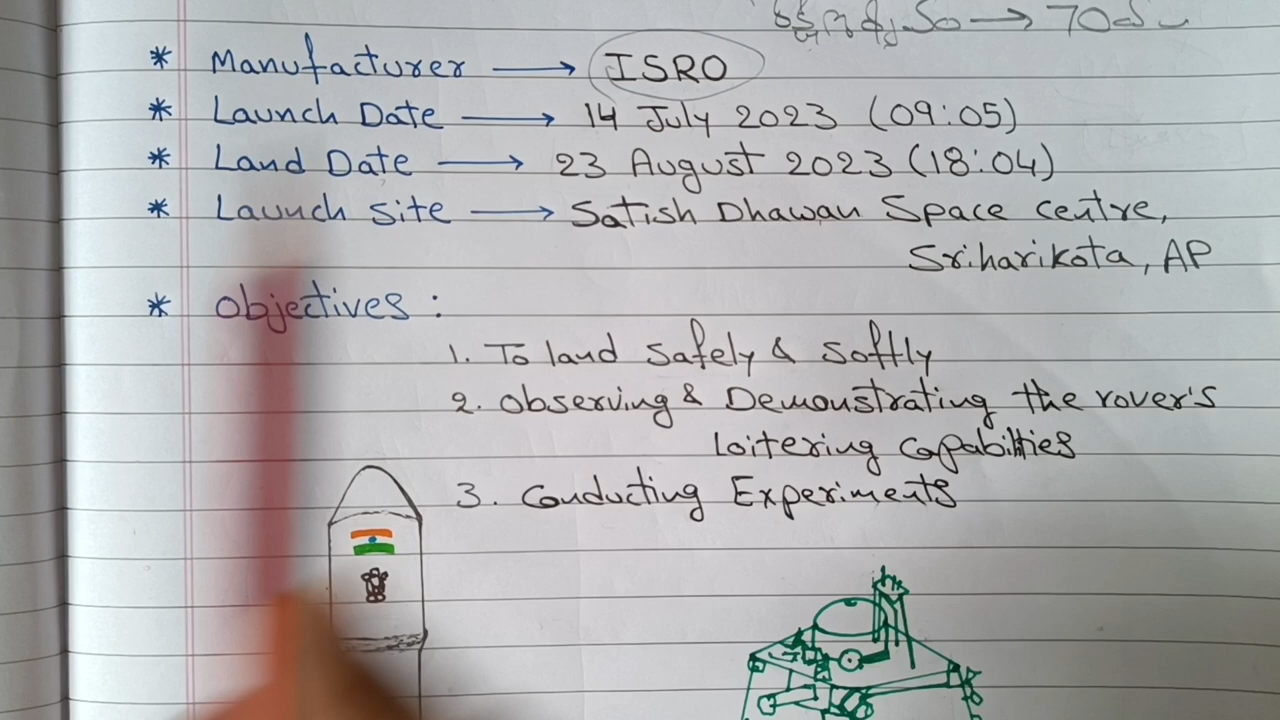 * Manufacturer → ISRO
* Launch Date → 14 July 2023 (09:05)
* Land Date → 23 August 2023 (18:04)
* Launch site → Satish Dhawan Space centre,
Sriharikota, AP
* Objectives :
1. To land safely & Softly
2. Observing & Demonstrating the rover's
loitering Capabilties
3. Conducting Experiments